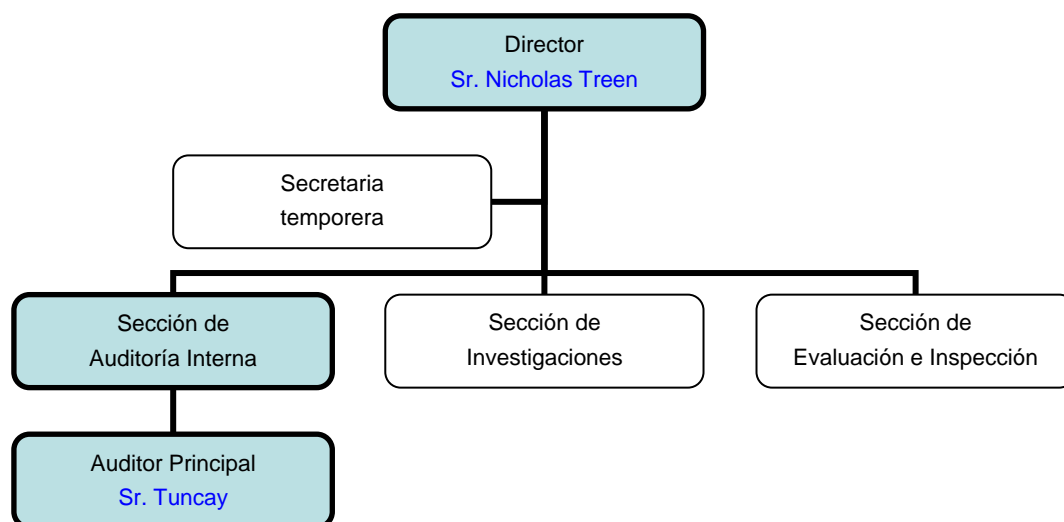 Director
Sr. Nicholas Treen
Secretaria
temporera
Sección de
Auditoría Interna
Sección de
Investigaciones
Sección de
Evaluación e Inspección
Auditor Principal
Sr. Tuncay